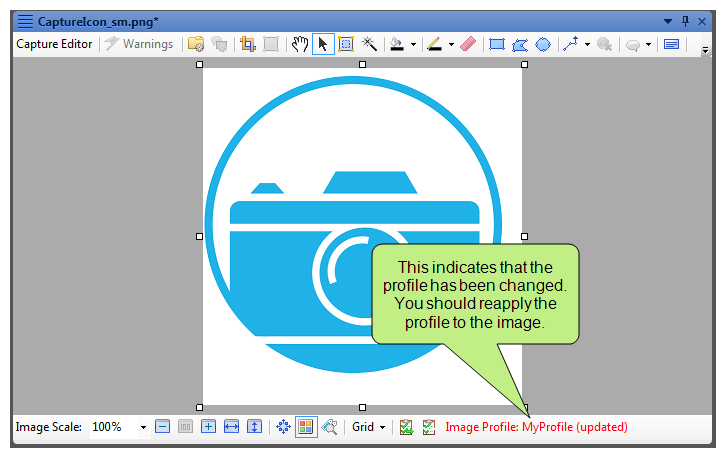 CaptureIcon_sm.png*
Capture Editor Warnings
This indicates that the
profile has been changed.
You should reapply the
profile to the image.
Image Scale: 100% 100 Grid Image Profile: MyProfile (updated)